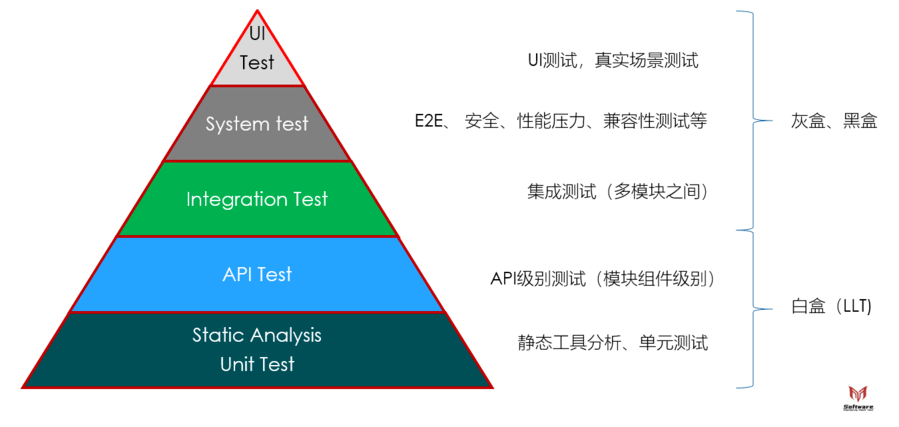 UI
Test
UI测试，真实场景测试
System test
E2E、 安全、性能压力、兼容性测试等
灰盒、黑盒
Integration Test
集成测试（多模块之间）
API Test
API级别测试（模块组件级别）
白盒（LLT)
Static Analysis
Unit Test
静态工具分析、单元测试
Software